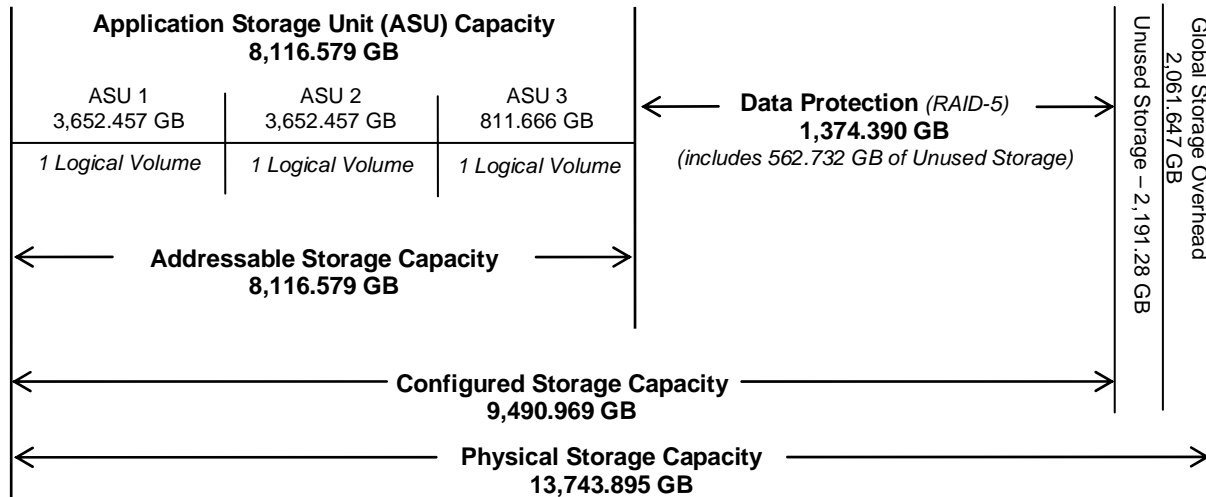 Application Storage Unit (ASU) Capacity
8,116.579 GB
ASU 1
3,652.457 GB
ASU 2
3,652.457 GB
ASU 3
811.666 GB
1 Logical Volume
1 Logical Volume
1 Logical Volume
Data Protection (RAID-5)
1,374.390 GB
(includes 562.732 GB of Unused Storage)
Unused Storage – 2,191.28 GB
Global Storage Overhead
2,061.647 GB
Addressable Storage Capacity
8,116.579 GB
Configured Storage Capacity
9,490.969 GB
Physical Storage Capacity
13,743.895 GB